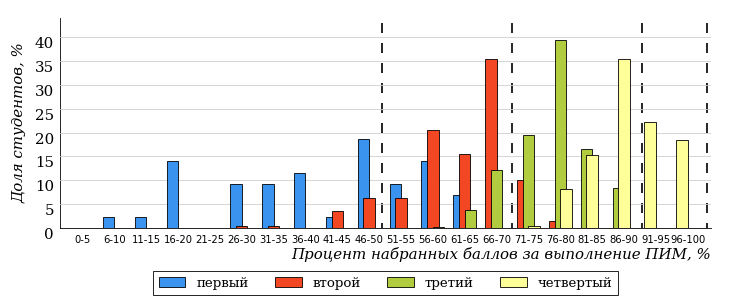 Доля студентов, %
40
35
30
25
20
15
10
5
0
0-5 6-10 11-15 16-20 21-25 26-30 31-35 36-40 41-45 46-50 51-55 56-60 61-65 66-70 71-75 76-80 81-85 86-90 91-95 96-100
Процент набранных баллов за выполнение ПИМ, %
первый второй третий четвертый